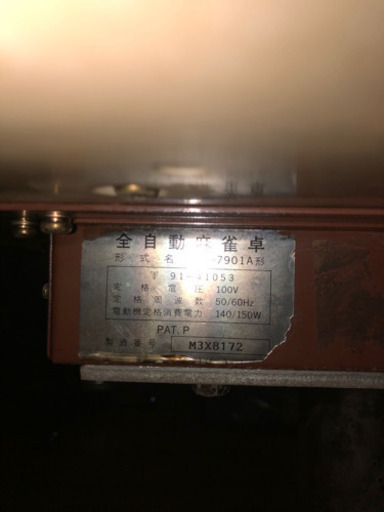 全自動麻雀卓
形式名 7901A形
〒 91-41053
定格電圧 100V
定格周波数 50/60Hz
電動機定格消費電力 140/150W
PAT.P
製造番号 M3X8172